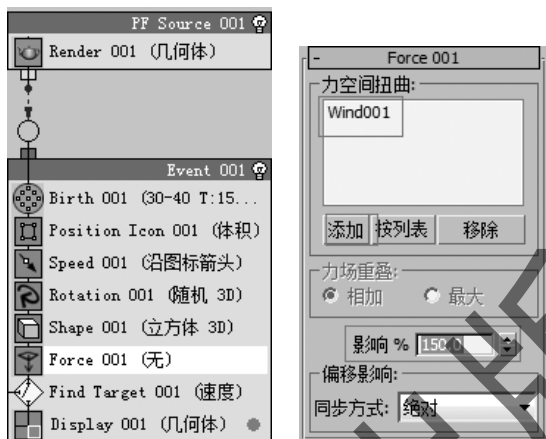 PF Source 001
Render 001 (几何体)
Event 001
Birth 001 (30-40 T:15...
Position Icon 001 (体积)
Speed 001 (沿图标箭头)
Rotation 001 (随机 3D)
Shape 001 (立方体 3D)
Force 001 (无)
Find Target 001 (速度)
Display 001 (几何体)
- Force 001
力空间扭曲:
Wind001
添加 按列表 移除
力场重叠:
相加 最大
影响 % 150.0
偏移影响:
同步方式: 绝对